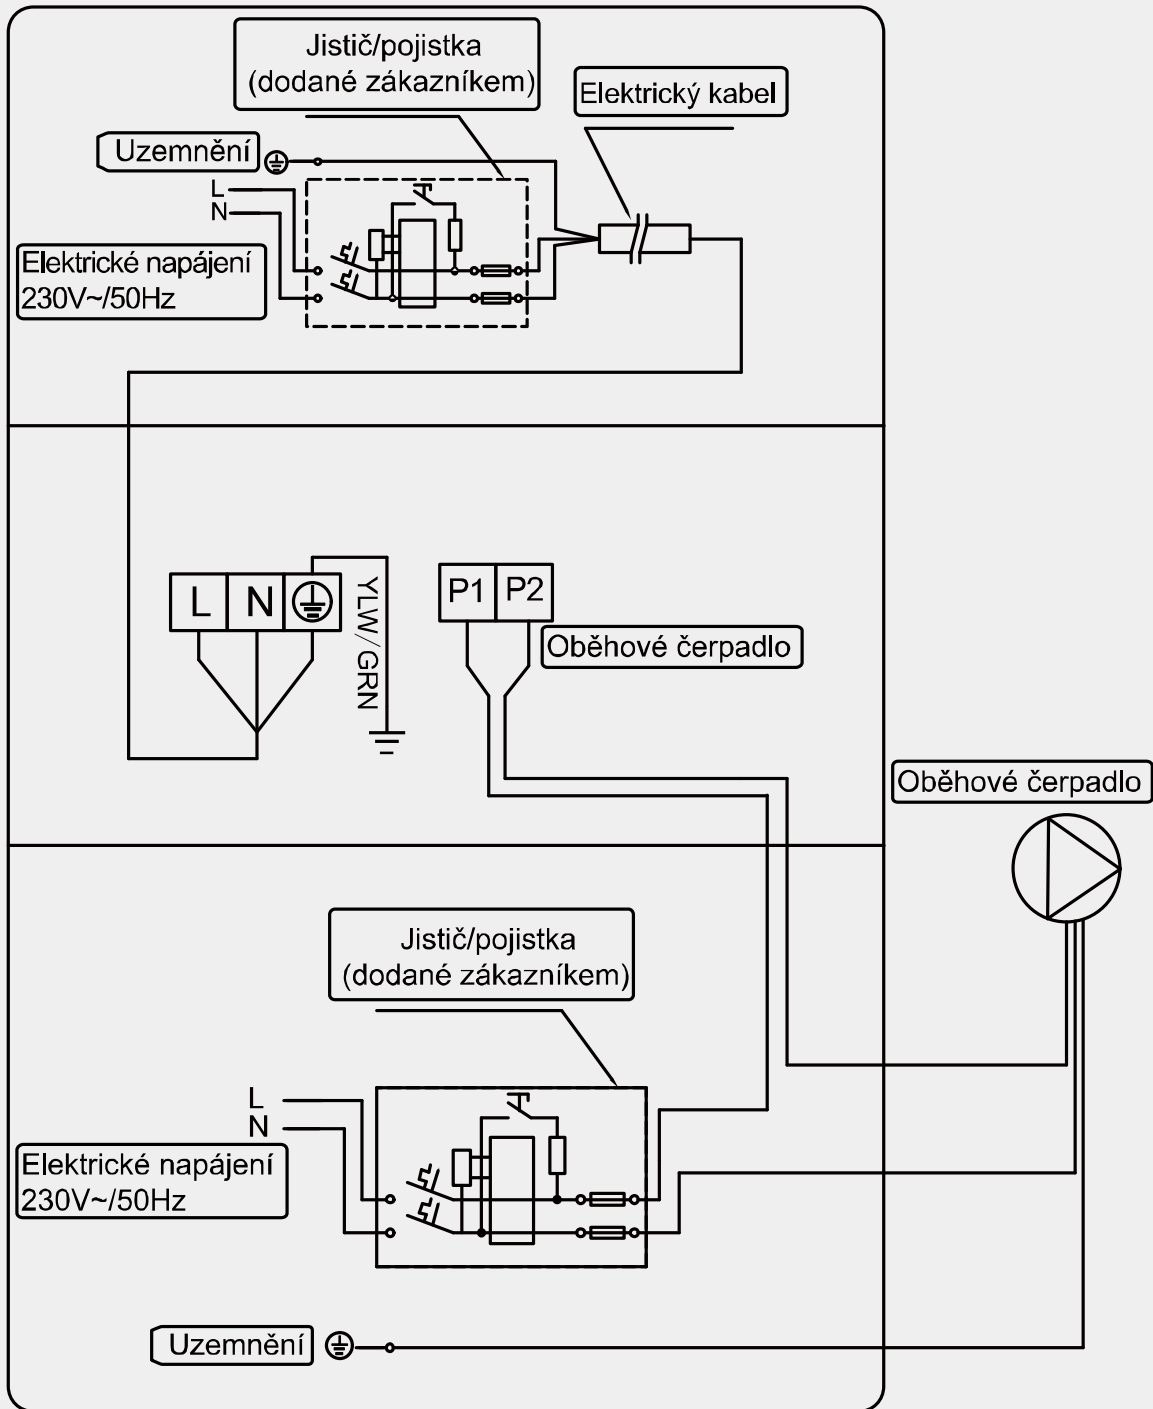 Jistič/pojistka
(dodané zákazníkem)
Elektrický kabel
Uzemnění
L
N
Elektrické napájení
230V~/50Hz
L N
YLW/GRN
P1 P2
Oběhové čerpadlo
Oběhové čerpadlo
Jistič/pojistka
(dodané zákazníkem)
L
N
Elektrické napájení
230V~/50Hz
Uzemnění